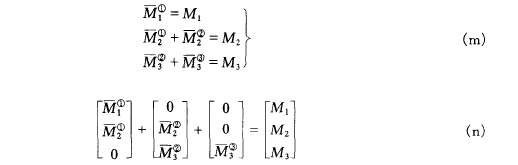 M̅₁^① = M₁
M̅₂^① + M̅₂^② = M₂ } (m)
M̅₃^② + M̅₃^③ = M₃
[M̅₁^①] [0] [0] [M₁]
[M̅₂^①] + [M̅₂^②] + [0] = [M₂] (n)
[0] [M̅₃^②] [M̅₃^③] [M₃]